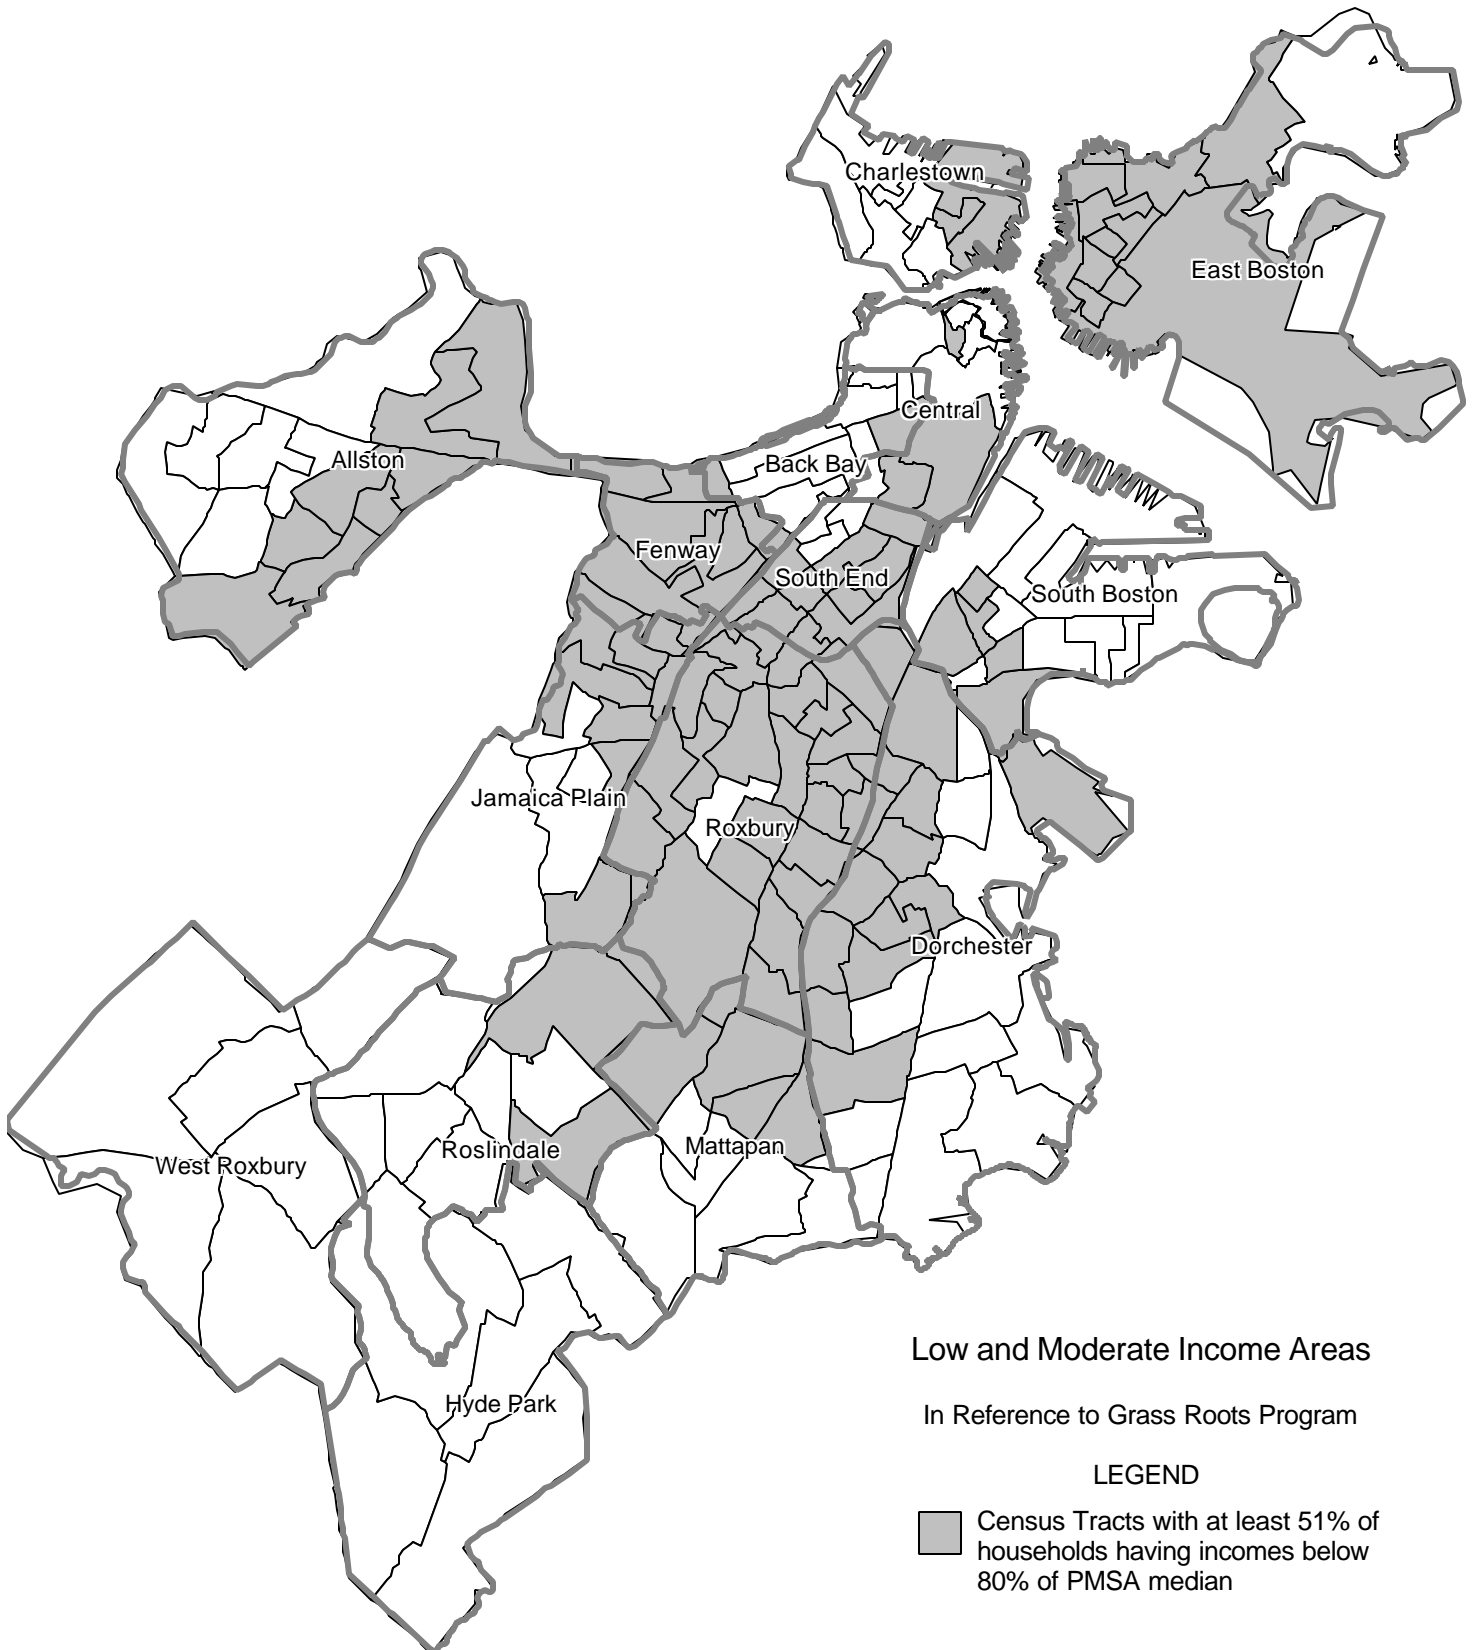 Charlestown
East Boston
Central
Allston
Back Bay
Fenway
South End
South Boston
Jamaica Plain
Roxbury
Dorchester
Roslindale
Mattapan
West Roxbury
Hyde Park
Low and Moderate Income Areas
In Reference to Grass Roots Program
LEGEND
Census Tracts with at least 51% of
households having incomes below
80% of PMSA median